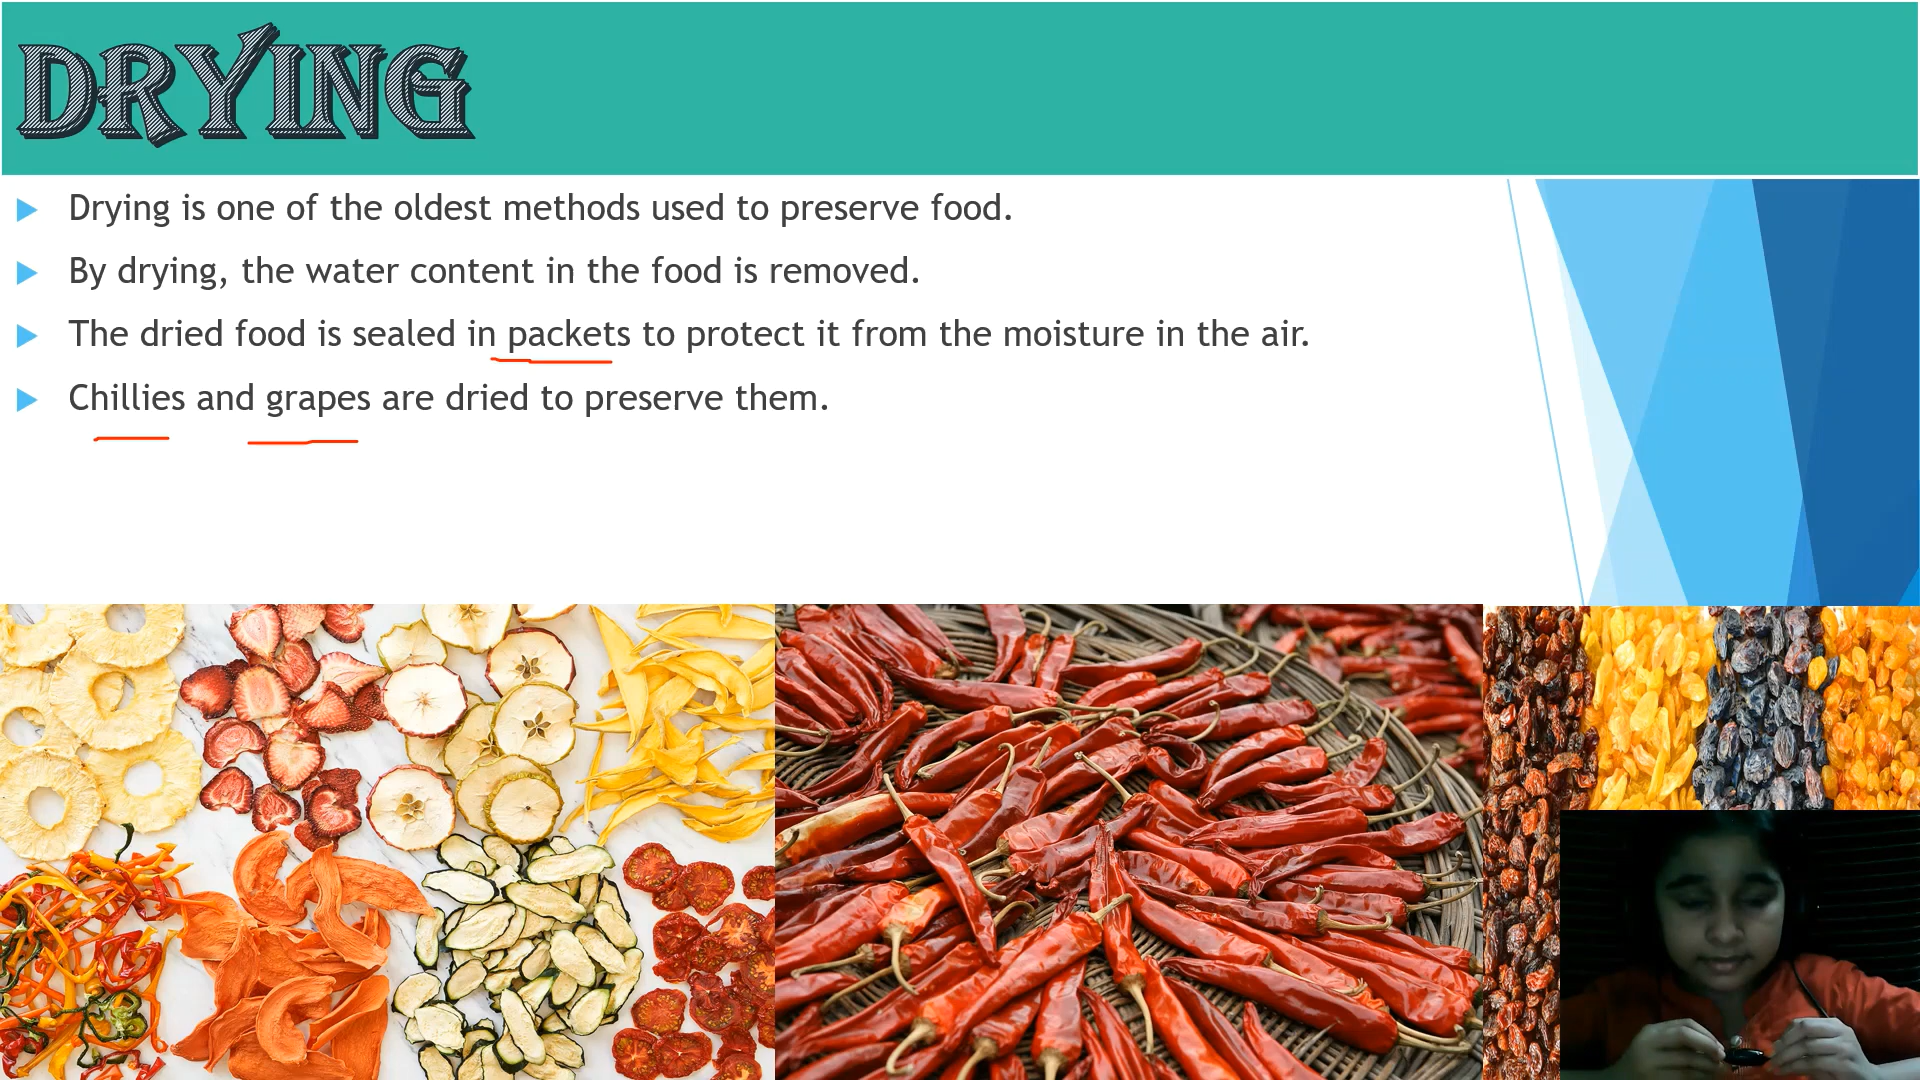 DRYING
Drying is one of the oldest methods used to preserve food.
By drying, the water content in the food is removed.
The dried food is sealed in packets to protect it from the moisture in the air.
Chillies and grapes are dried to preserve them.